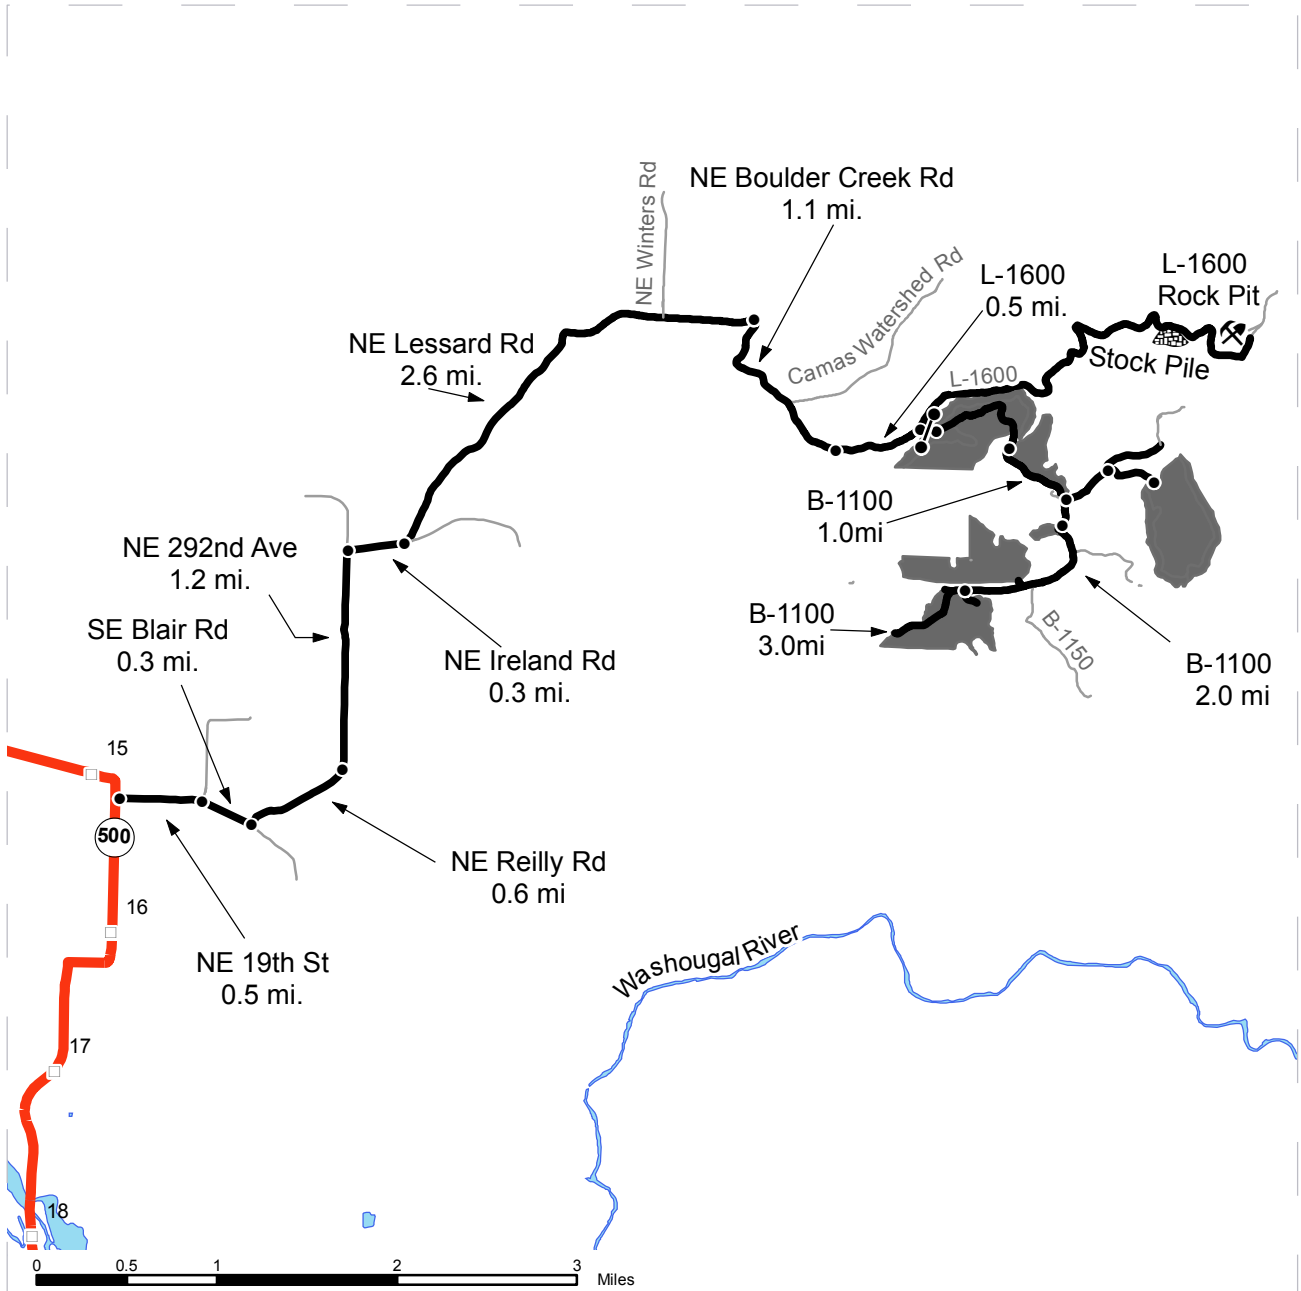 NE Winters Rd
NE Boulder Creek Rd
1.1 mi.
Camas Watershed Rd
L-1600
0.5 mi.
L-1600
Rock Pit
Stock Pile
L-1600
NE Lessard Rd
2.6 mi.
B-1100
1.0mi
NE 292nd Ave
1.2 mi.
SE Blair Rd
0.3 mi.
NE Ireland Rd
0.3 mi.
B-1100
3.0mi
B-1150
B-1100
2.0 mi
15
500
NE Reilly Rd
0.6 mi
16
NE 19th St
0.5 mi.
Washougal River
17
18
0 0.5 1 2 3
Miles